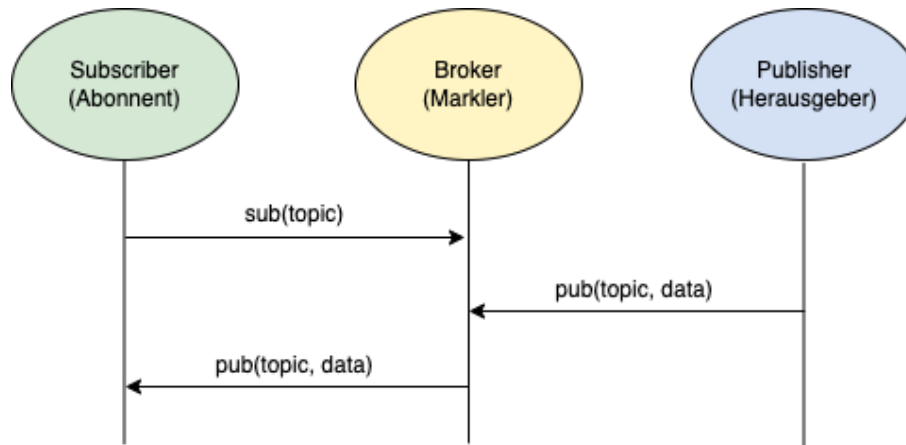 Subscriber
(Abonnent)
Broker
(Markler)
Publisher
(Herausgeber)
sub(topic)
pub(topic, data)
pub(topic, data)